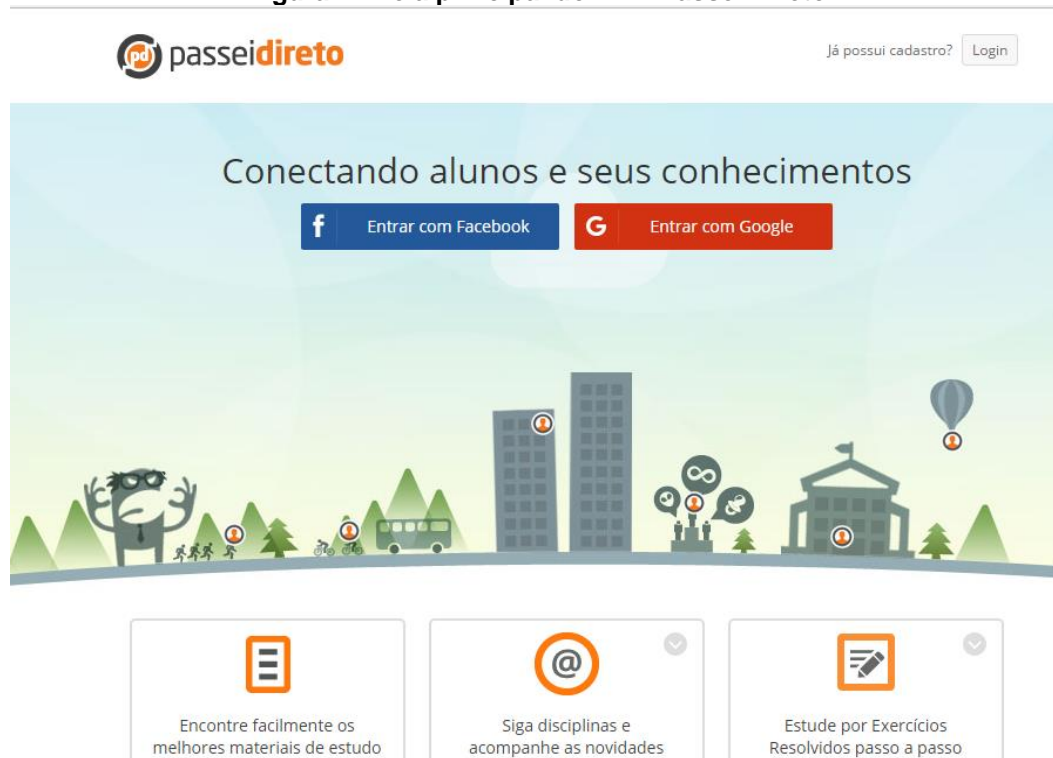 passeidireto
Já possui cadastro? Login
Conectando alunos e seus conhecimentos
f Entrar com Facebook
G Entrar com Google
Encontre facilmente os
melhores materiais de estudo
@
Siga disciplinas e
acompanhe as novidades
Estude por Exercícios
Resolvidos passo a passo